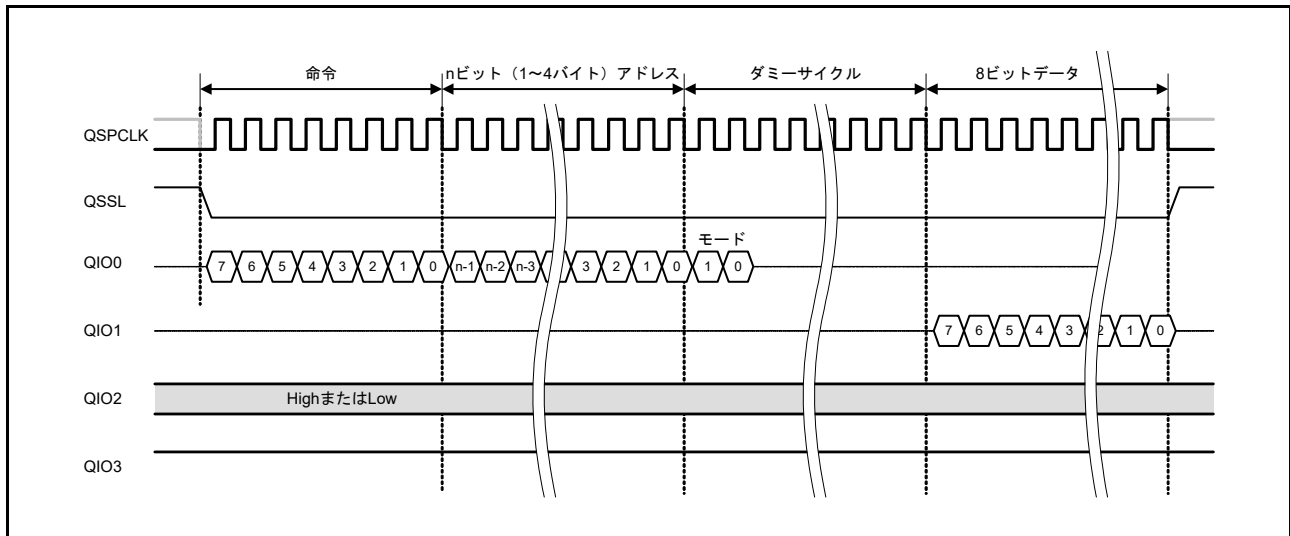 命令 nビット（1～4バイト）アドレス ダミーサイクル 8ビットデータ
QSPCLK
QSSL
モード
QIO0 7 6 5 4 3 2 1 0 n-1 n-2 n-3 3 2 1 0 1 0
QIO1 7 6 5 4 3 2 1 0
QIO2 HighまたはLow
QIO3